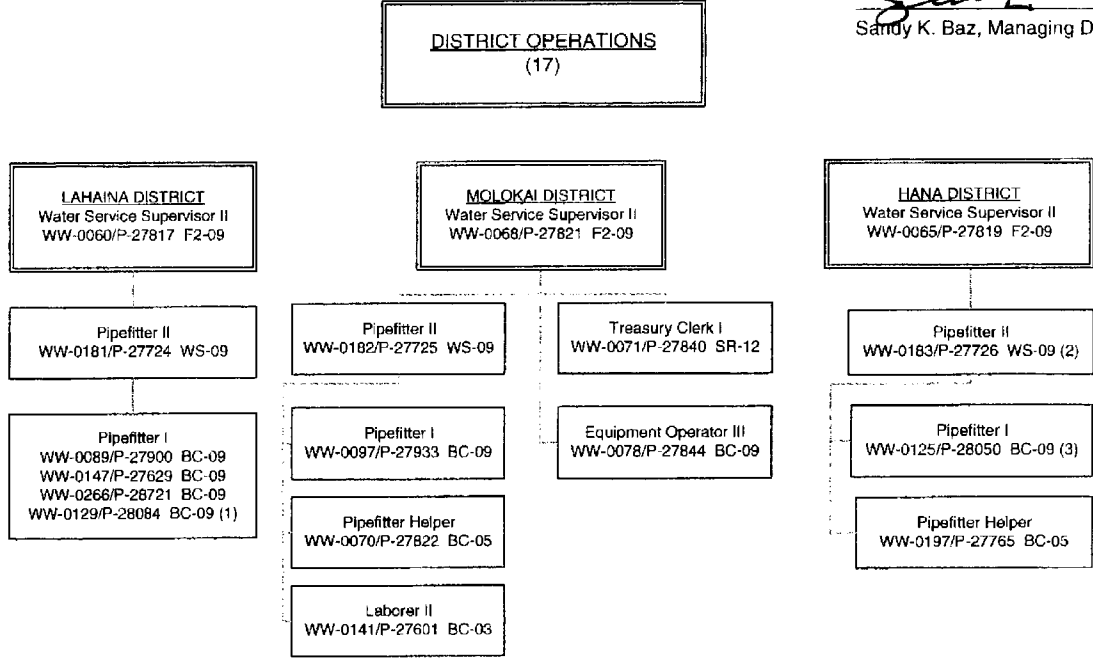 Sandy K. Baz, Managing D
DISTRICT OPERATIONS
(17)
LAHAINA DISTRICT
Water Service Supervisor II
WW-0060/P-27817 F2-09
Pipefitter II
WW-0181/P-27724 WS-09
Pipefitter I
WW-0089/P-27900 BC-09
WW-0147/P-27629 BC-09
WW-0266/P-28721 BC-09
WW-0129/P-28084 BC-09 (1)
MOLOKAI DISTRICT
Water Service Supervisor II
WW-0068/P-27821 F2-09
Pipefitter II
WW-0182/P-27725 WS-09
Pipefitter I
WW-0097/P-27933 BC-09
Pipefitter Helper
WW-0070/P-27822 BC-05
Laborer II
WW-0141/P-27601 BC-03
Treasury Clerk I
WW-0071/P-27840 SR-12
Equipment Operator III
WW-0078/P-27844 BC-09
HANA DISTRICT
Water Service Supervisor II
WW-0065/P-27819 F2-09
Pipefitter II
WW-0183/P-27726 WS-09 (2)
Pipefitter I
WW-0125/P-28050 BC-09 (3)
Pipefitter Helper
WW-0197/P-27765 BC-05